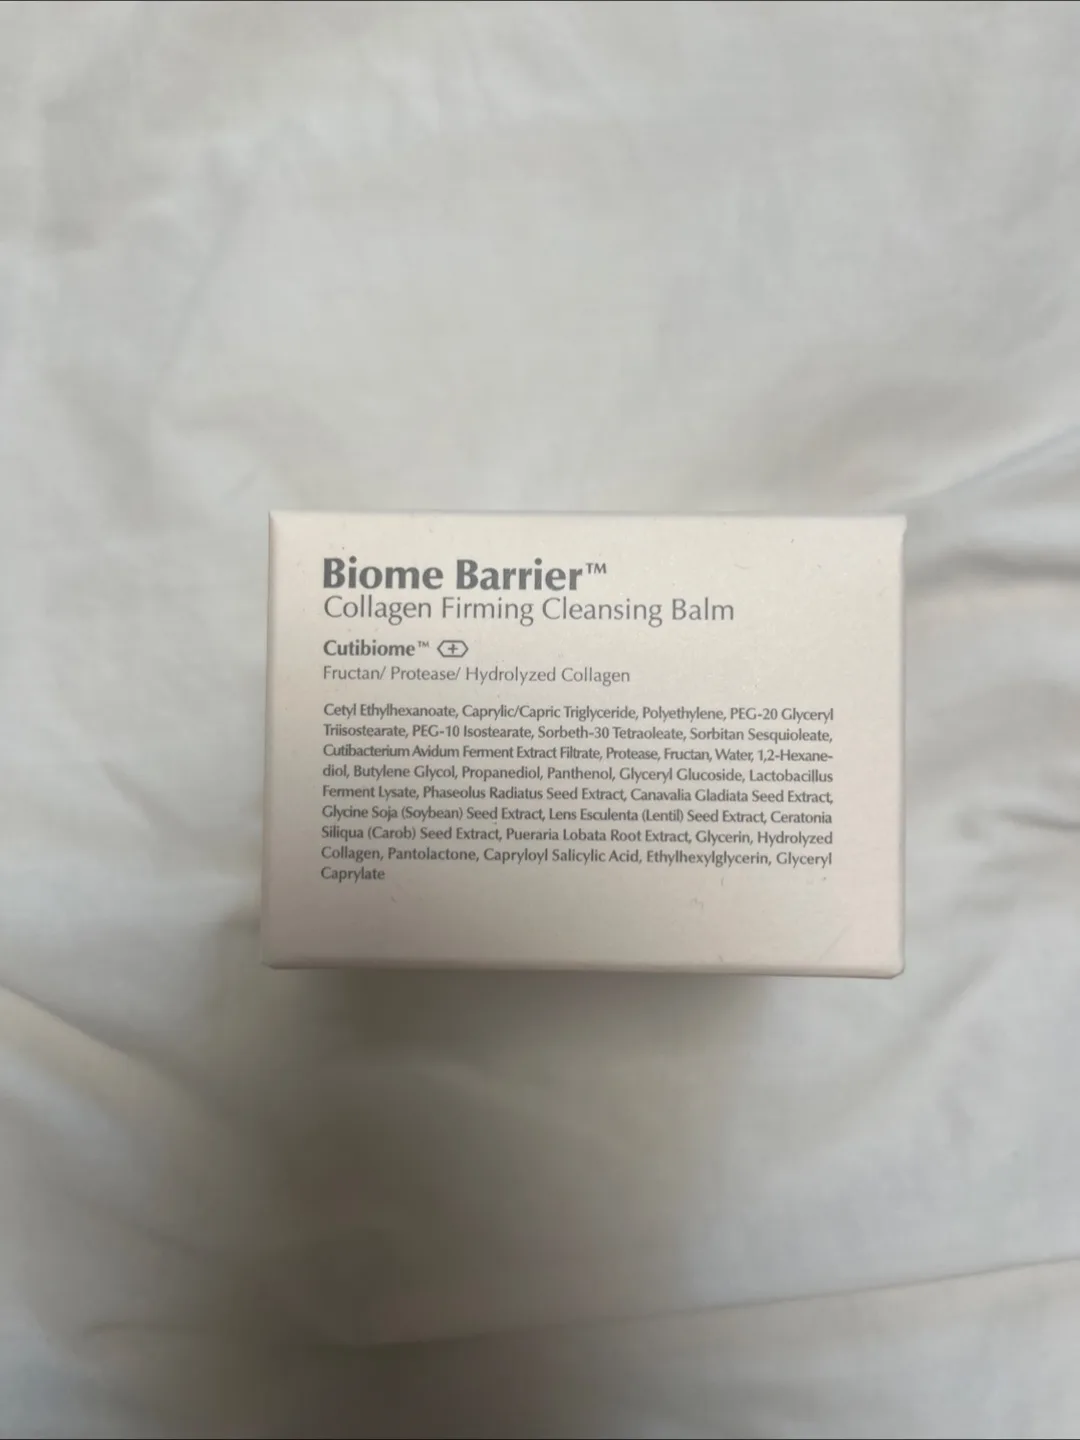 Biome Barrier™
Collagen Firming Cleansing Balm
Cutibiome™
Fructan/ Protease/ Hydrolyzed Collagen
Cetyl Ethylhexanoate, Caprylic/Capric Triglyceride, Polyethylene, PEG-20 Glyceryl
Triisostearate, PEG-10 Isostearate, Sorbeth-30 Tetraoleate, Sorbitan Sesquioleate,
Cutibacterium Avidum Ferment Extract Filtrate, Protease, Fructan, Water, 1,2-Hexane-
diol, Butylene Glycol, Propanediol, Panthenol, Glyceryl Glucoside, Lactobacillus
Ferment Lysate, Phaseolus Radiatus Seed Extract, Canavalia Gladiata Seed Extract,
Glycine Soja (Soybean) Seed Extract, Lens Esculenta (Lentil) Seed Extract, Ceratonia
Siliqua (Carob) Seed Extract, Pueraria Lobata Root Extract, Glycerin, Hydrolyzed
Collagen, Pantolactone, Capryloyl Salicylic Acid, Ethylhexylglycerin, Glyceryl
Caprylate